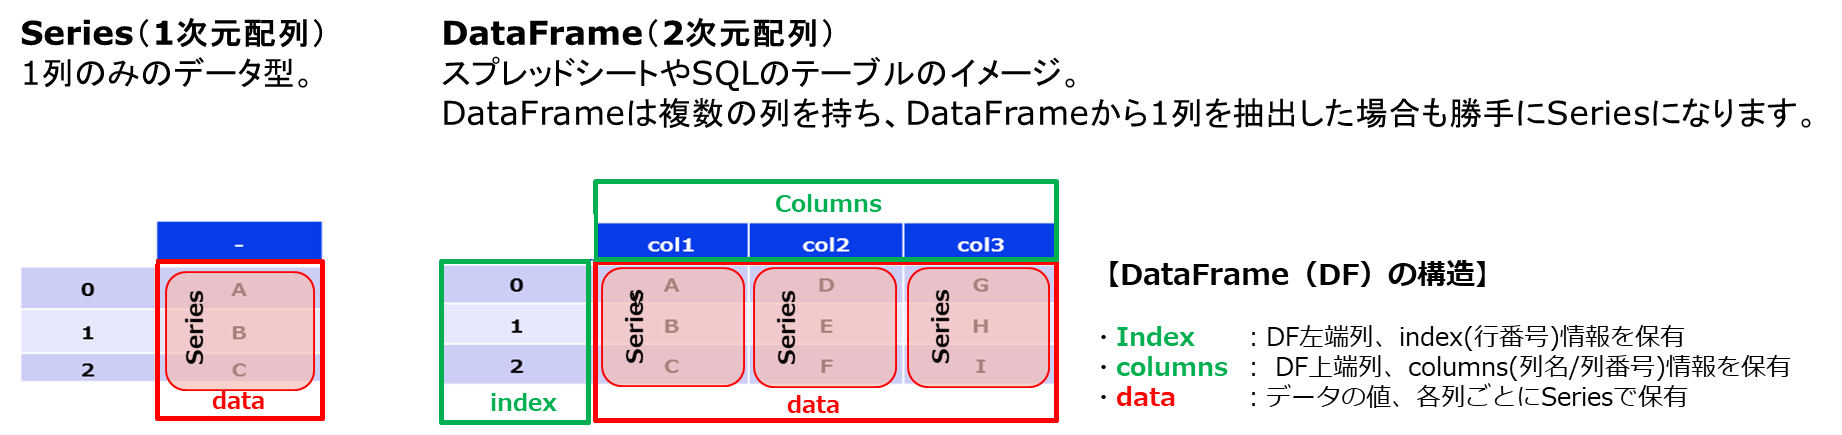 Series（1次元配列）
1列のみのデータ型。
DataFrame（2次元配列）
スプレッドシートやSQLのテーブルのイメージ。
DataFrameは複数の列を持ち、DataFrameから1列を抽出した場合も勝手にSeriesになります。
-
0 A
1 B
2 C
Series
data
Columns
col1 col2 col3
0 A D G
1 B E H
2 C F I
Series Series Series
index data
【DataFrame（DF）の構造】
・Index ：DF左端列、index(行番号)情報を保有
・columns ： DF上端列、columns(列名/列番号)情報を保有
・data ：データの値、各列ごとにSeriesで保有